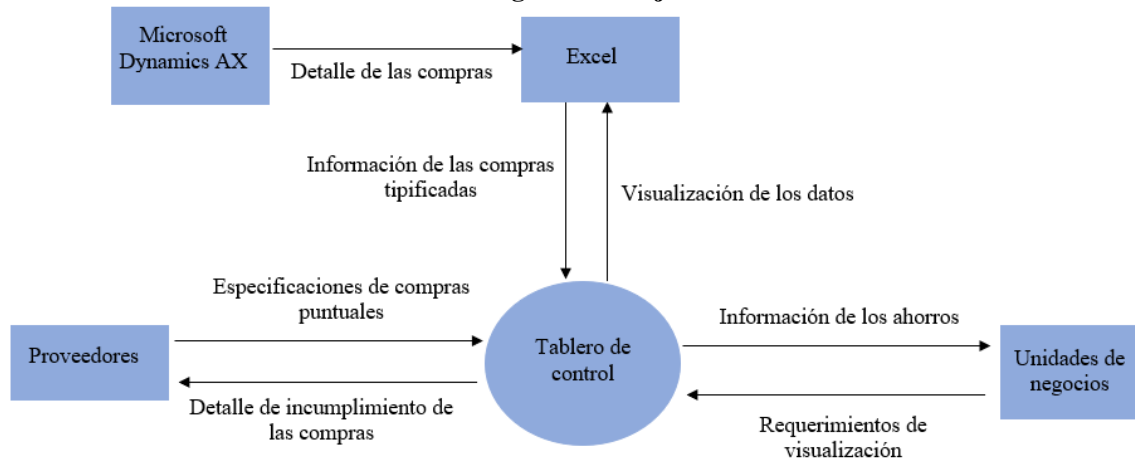 Microsoft
Dynamics AX
Detalle de las compras
Excel
Información de las compras
tipificadas
Visualización de los datos
Especificaciones de compras
puntuales
Proveedores
Detalle de incumplimiento de
las compras
Tablero de
control
Información de los ahorros
Unidades de
negocios
Requerimientos de
visualización